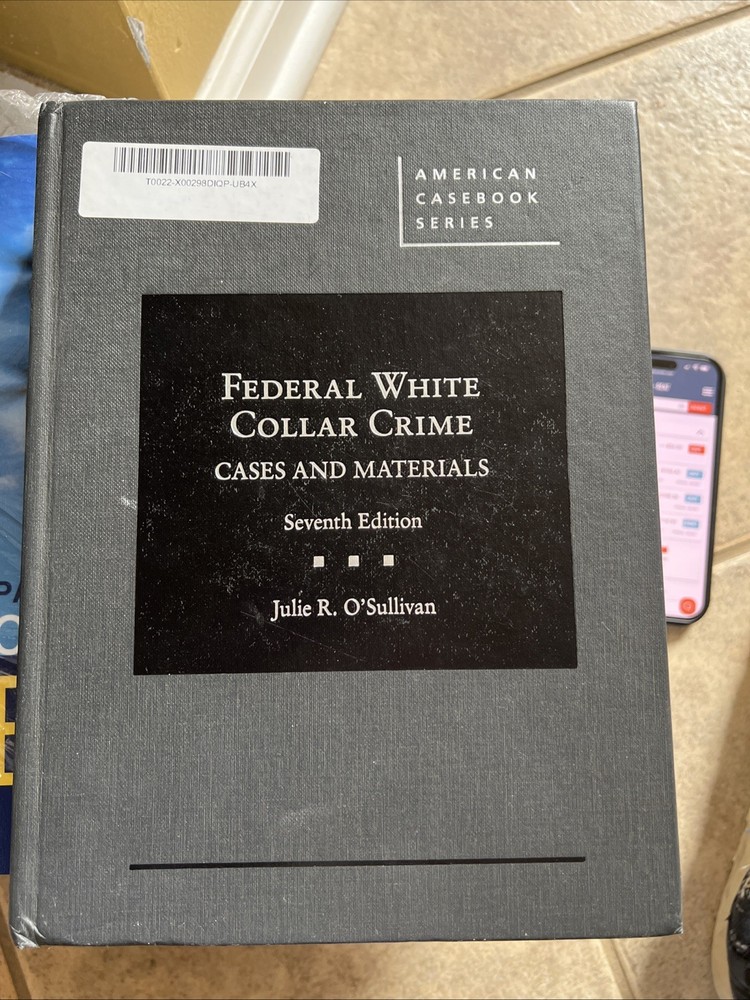 T0022-X00298DIQP-UB4X
AMERICAN
CASEBOOK
SERIES
FEDERAL WHITE
COLLAR CRIME
CASES AND MATERIALS
Seventh Edition
Julie R. O'Sullivan